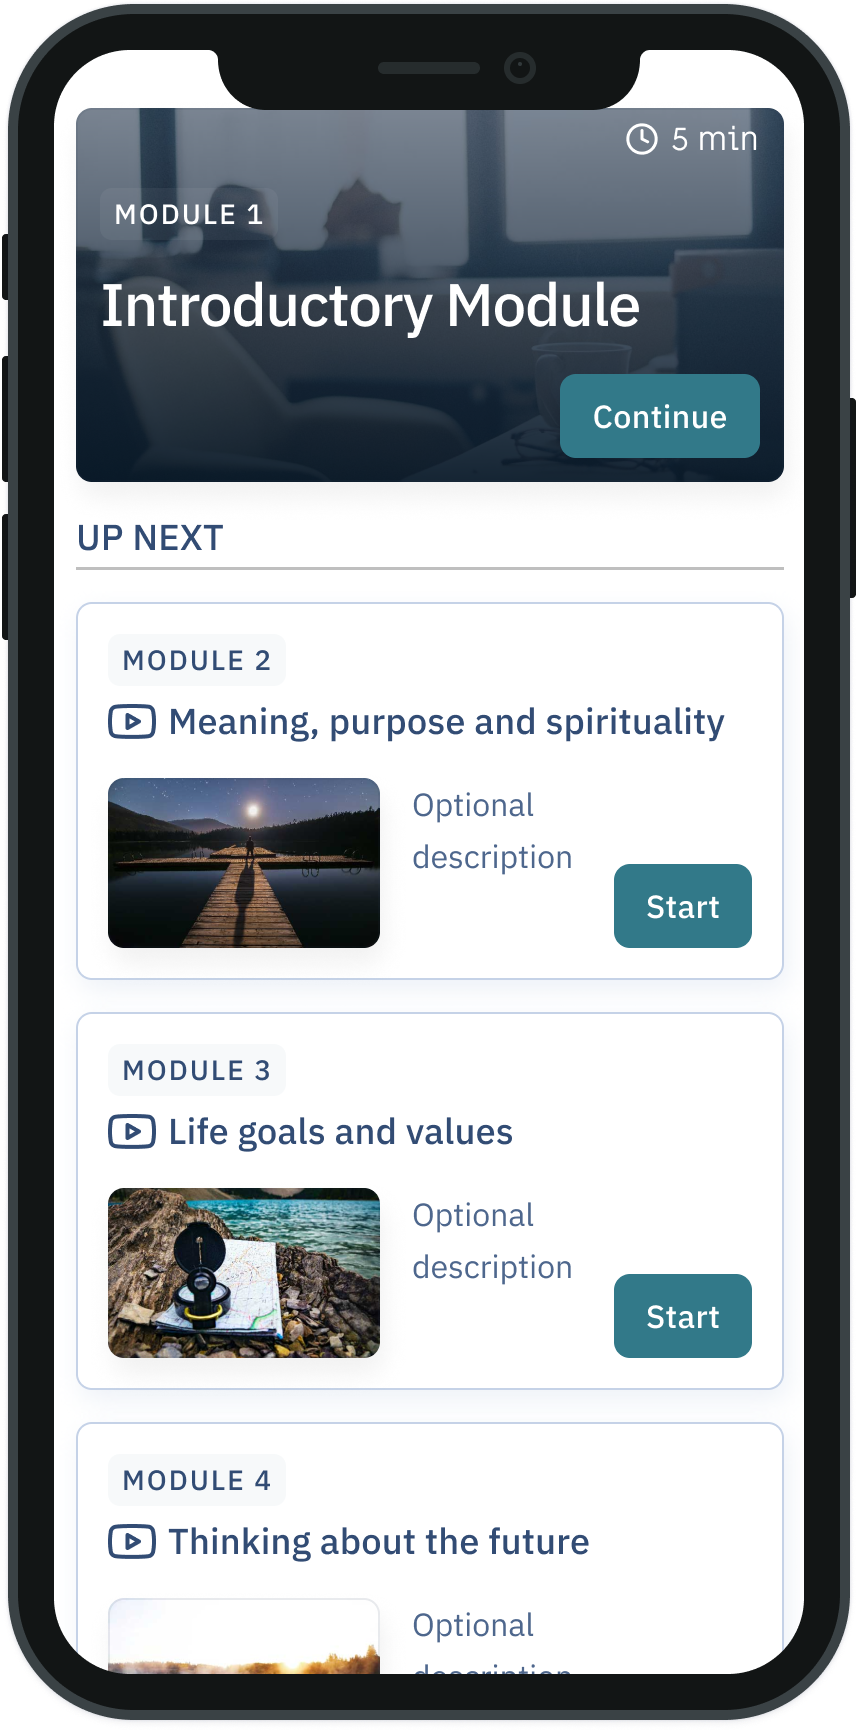 5 min
MODULE 1
Introductory Module
Continue
UP NEXT
MODULE 2
Meaning, purpose and spirituality
Optional
description
Start
MODULE 3
Life goals and values
Optional
description
Start
MODULE 4
Thinking about the future
Optional
description